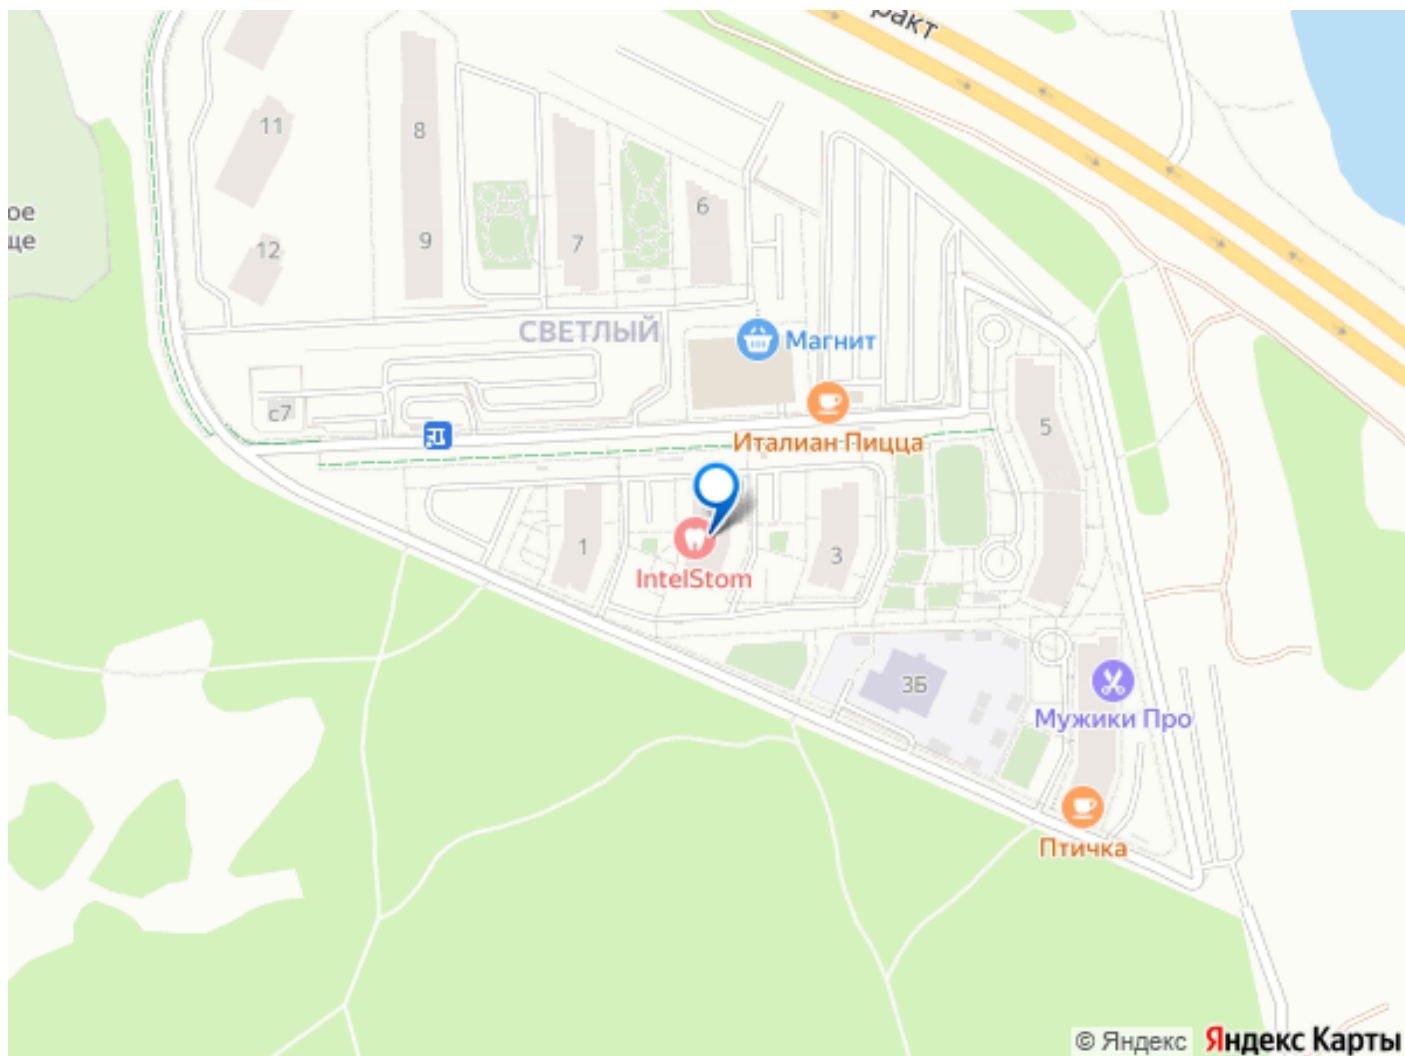 ракт
11
8
ое
ще
6
7
9
12
СВЕТЛЫЙ
Магнит
с7
Италиан Пицца
5
1
3
IntelStom
3Б
Мужики Про
Птичка
© Яндекс Яндекс Карты